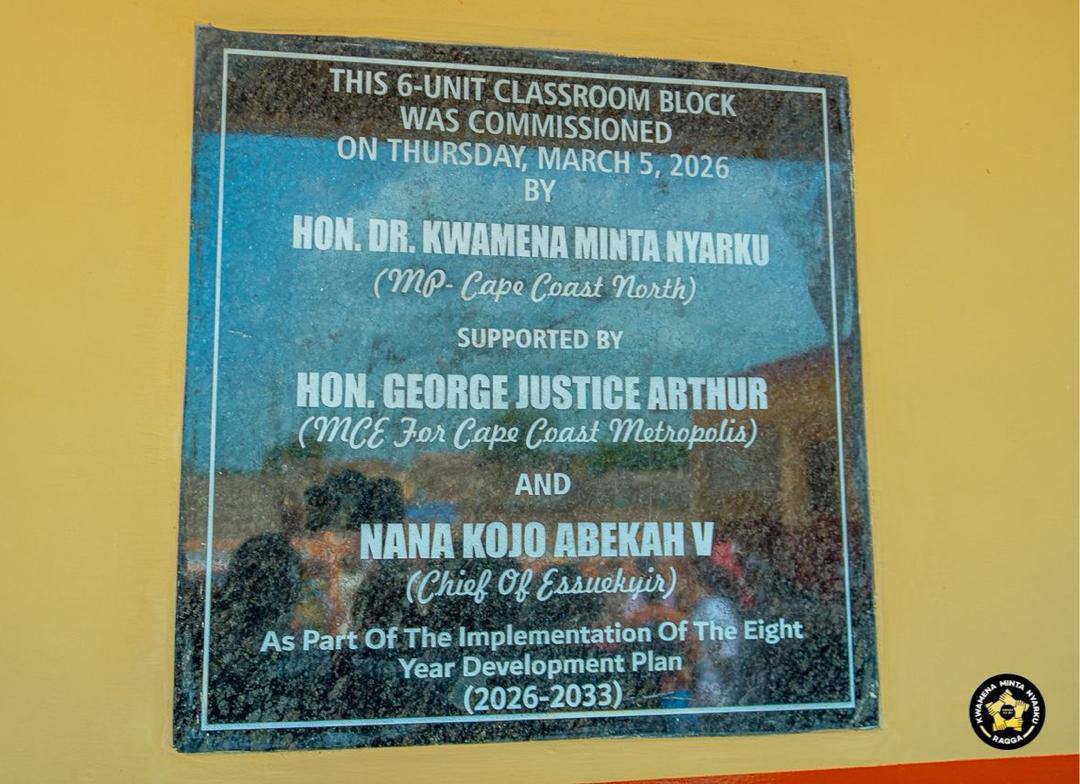 THIS 6-UNIT CLASSROOM BLOCK
WAS COMMISSIONED
ON THURSDAY, MARCH 5, 2026
BY
HON. DR. KWAMENA MINTA NYARKU
(MP- Cape Coast North)
SUPPORTED BY
HON. GEORGE JUSTICE ARTHUR
(MCE For Cape Coast Metropolis)
AND
NANA KOJO ABEKAH V
(Chief Of Essuekyir)
As Part Of The Implementation Of The Eight
Year Development Plan
(2026-2033)
KWAMENA MINTA NYARKU
RAGGA